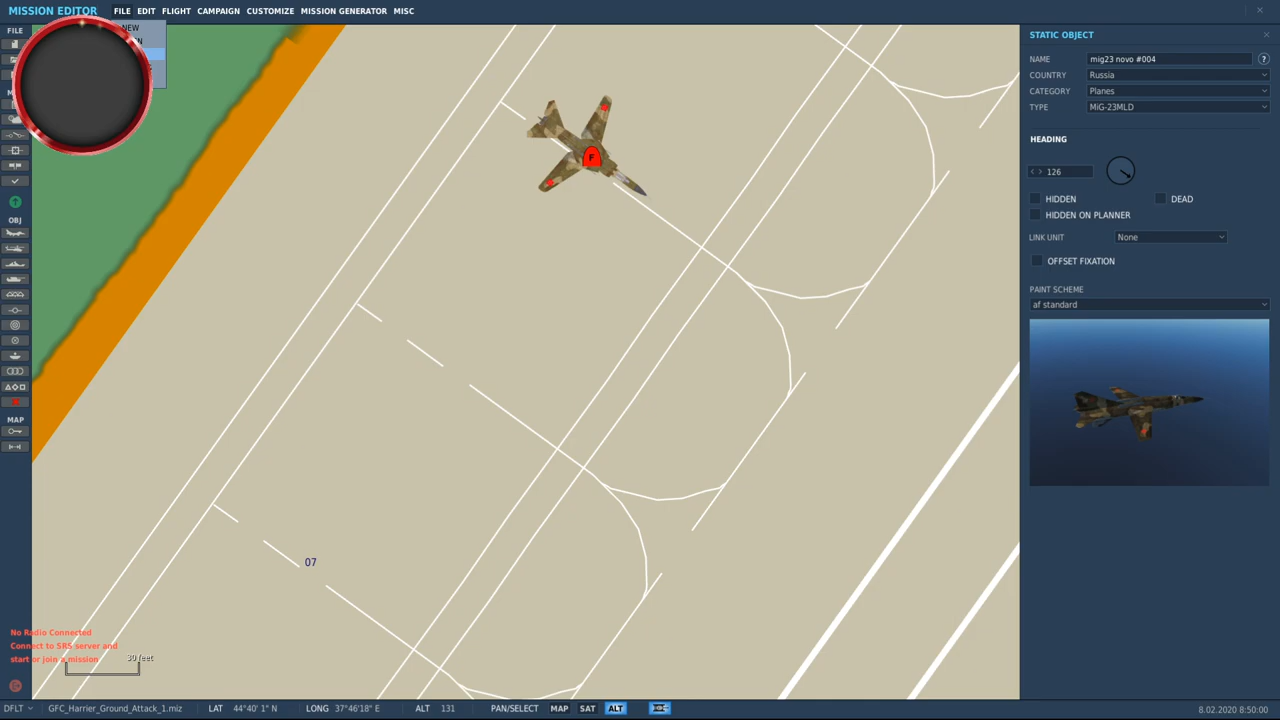 MISSION EDITOR FILE EDIT FLIGHT CAMPAIGN CUSTOMIZE MISSION GENERATOR MISC
FILE
NEW
OBJ
MAP
F
07
No Radio Connected
Connect to SRS server and
start or join a mission
30 feet
STATIC OBJECT
NAME mig23 novo #004 ?
COUNTRY Russia
CATEGORY Planes
TYPE MiG-23MLD
HEADING
126
HIDDEN DEAD
HIDDEN ON PLANNER
LINK UNIT None
OFFSET FIXATION
PAINT SCHEME
af standard
DFLT GFC_Harrier_Ground_Attack_1.miz LAT 44°40' 1" N LONG 37°46'18" E ALT 131 PAN/SELECT MAP SAT ALT 8.02.2020 8:50:00